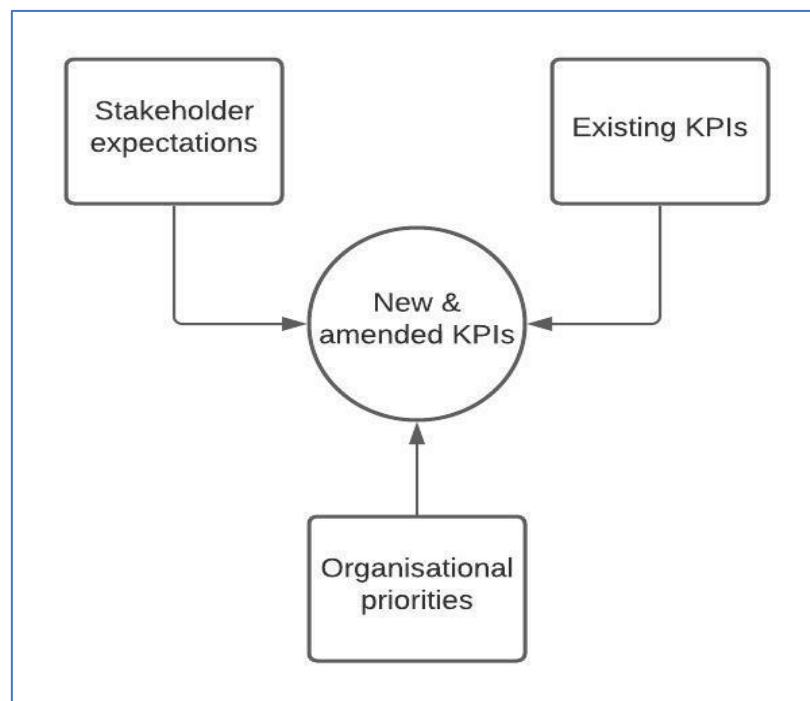 Stakeholder
expectations
Existing KPIs
New &
amended KPIs
Organisational
priorities